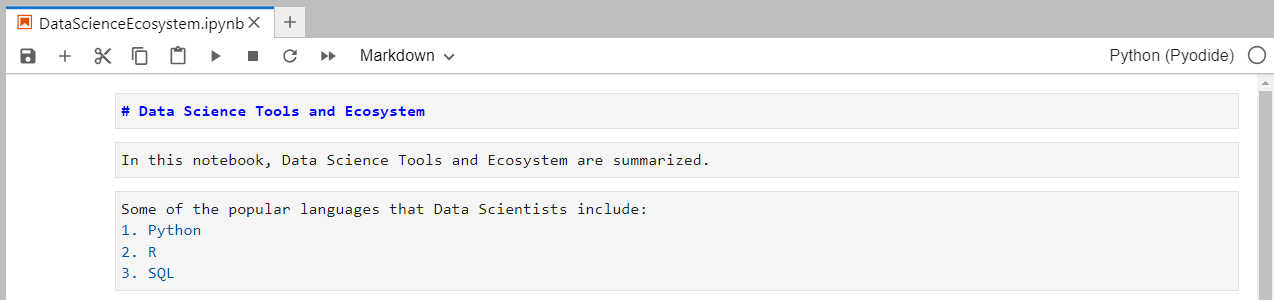 DataScienceEcosystem.ipynb
Markdown
Python (Pyodide)
# Data Science Tools and Ecosystem
In this notebook, Data Science Tools and Ecosystem are summarized.
Some of the popular languages that Data Scientists include:
1. Python
2. R
3. SQL